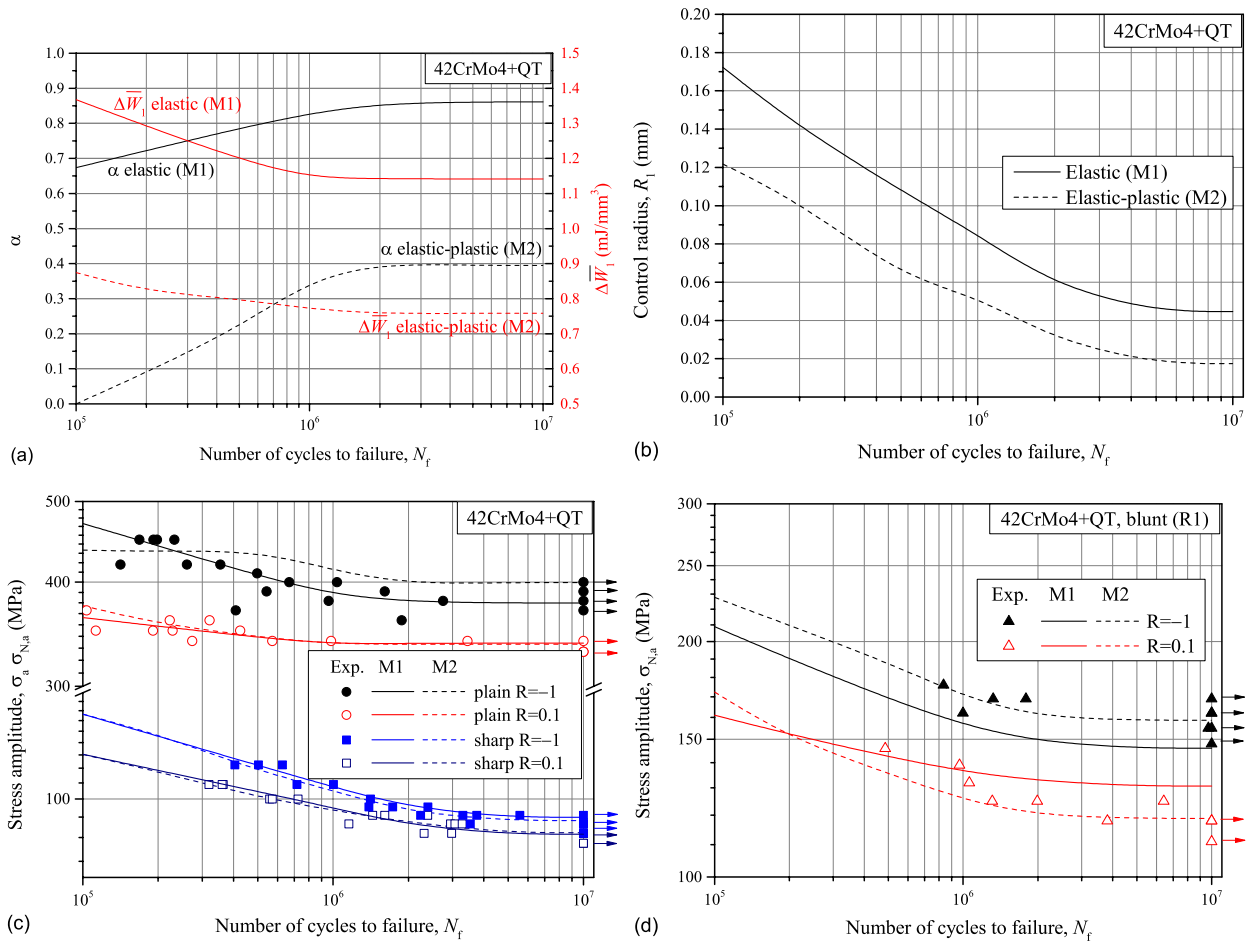 42CrMo4+QT
1.0
0.9
0.8
0.7
0.6
0.5
0.4
0.3
0.2
0.1
0.0
α
ΔW̅₁ elastic (M1)
α elastic (M1)
α elastic-plastic (M2)
ΔW̅₁ elastic-plastic (M2)
1.5
1.4
1.3
1.2
1.1
1.0
0.9
0.8
0.7
0.6
0.5
ΔW̅₁ (mJ/mm³)
10⁵ 10⁶ 10⁷
Number of cycles to failure, N_f
(a)
42CrMo4+QT
0.20
0.18
0.16
0.14
0.12
0.10
0.08
0.06
0.04
0.02
0.00
Control radius, R₁ (mm)
Elastic (M1)
Elastic-plastic (M2)
10⁵ 10⁶ 10⁷
Number of cycles to failure, N_f
(b)
42CrMo4+QT
500
400
300
100
Stress amplitude, σ_a σ_N,a (MPa)
Exp. M1 M2
plain R=−1
plain R=0.1
sharp R=−1
sharp R=0.1
10⁵ 10⁶ 10⁷
Number of cycles to failure, N_f
(c)
42CrMo4+QT, blunt (R1)
300
250
200
150
100
Stress amplitude, σ_N,a (MPa)
Exp. M1 M2
R=−1
R=0.1
10⁵ 10⁶ 10⁷
Number of cycles to failure, N_f
(d)